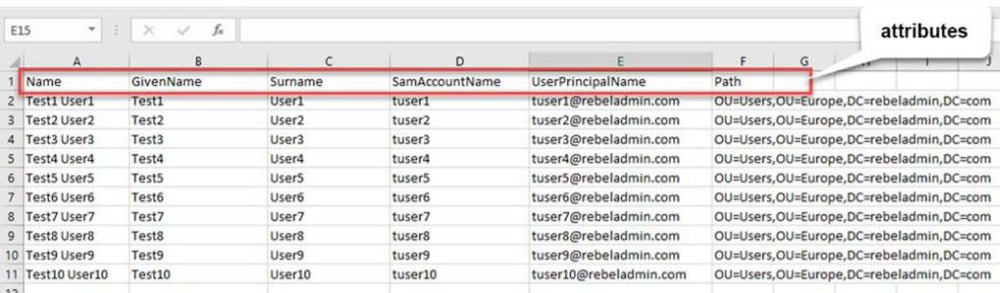 E15 fx
attributes
A B C D E F G H I J
1 Name GivenName Surname SamAccountName UserPrincipalName Path
2 Test1 User1 Test1 User1 tuser1 tuser1@rebeladmin.com OU=Users,OU=Europe,DC=rebeladmin,DC=com
3 Test2 User2 Test2 User2 tuser2 tuser2@rebeladmin.com OU=Users,OU=Europe,DC=rebeladmin,DC=com
4 Test3 User3 Test3 User3 tuser3 tuser3@rebeladmin.com OU=Users,OU=Europe,DC=rebeladmin,DC=com
5 Test4 User4 Test4 User4 tuser4 tuser4@rebeladmin.com OU=Users,OU=Europe,DC=rebeladmin,DC=com
6 Test5 User5 Test5 User5 tuser5 tuser5@rebeladmin.com OU=Users,OU=Europe,DC=rebeladmin,DC=com
7 Test6 User6 Test6 User6 tuser6 tuser6@rebeladmin.com OU=Users,OU=Europe,DC=rebeladmin,DC=com
8 Test7 User7 Test7 User7 tuser7 tuser7@rebeladmin.com OU=Users,OU=Europe,DC=rebeladmin,DC=com
9 Test8 User8 Test8 User8 tuser8 tuser8@rebeladmin.com OU=Users,OU=Europe,DC=rebeladmin,DC=com
10 Test9 User9 Test9 User9 tuser9 tuser9@rebeladmin.com OU=Users,OU=Europe,DC=rebeladmin,DC=com
11 Test10 User10 Test10 User10 tuser10 tuser10@rebeladmin.com OU=Users,OU=Europe,DC=rebeladmin,DC=com
12